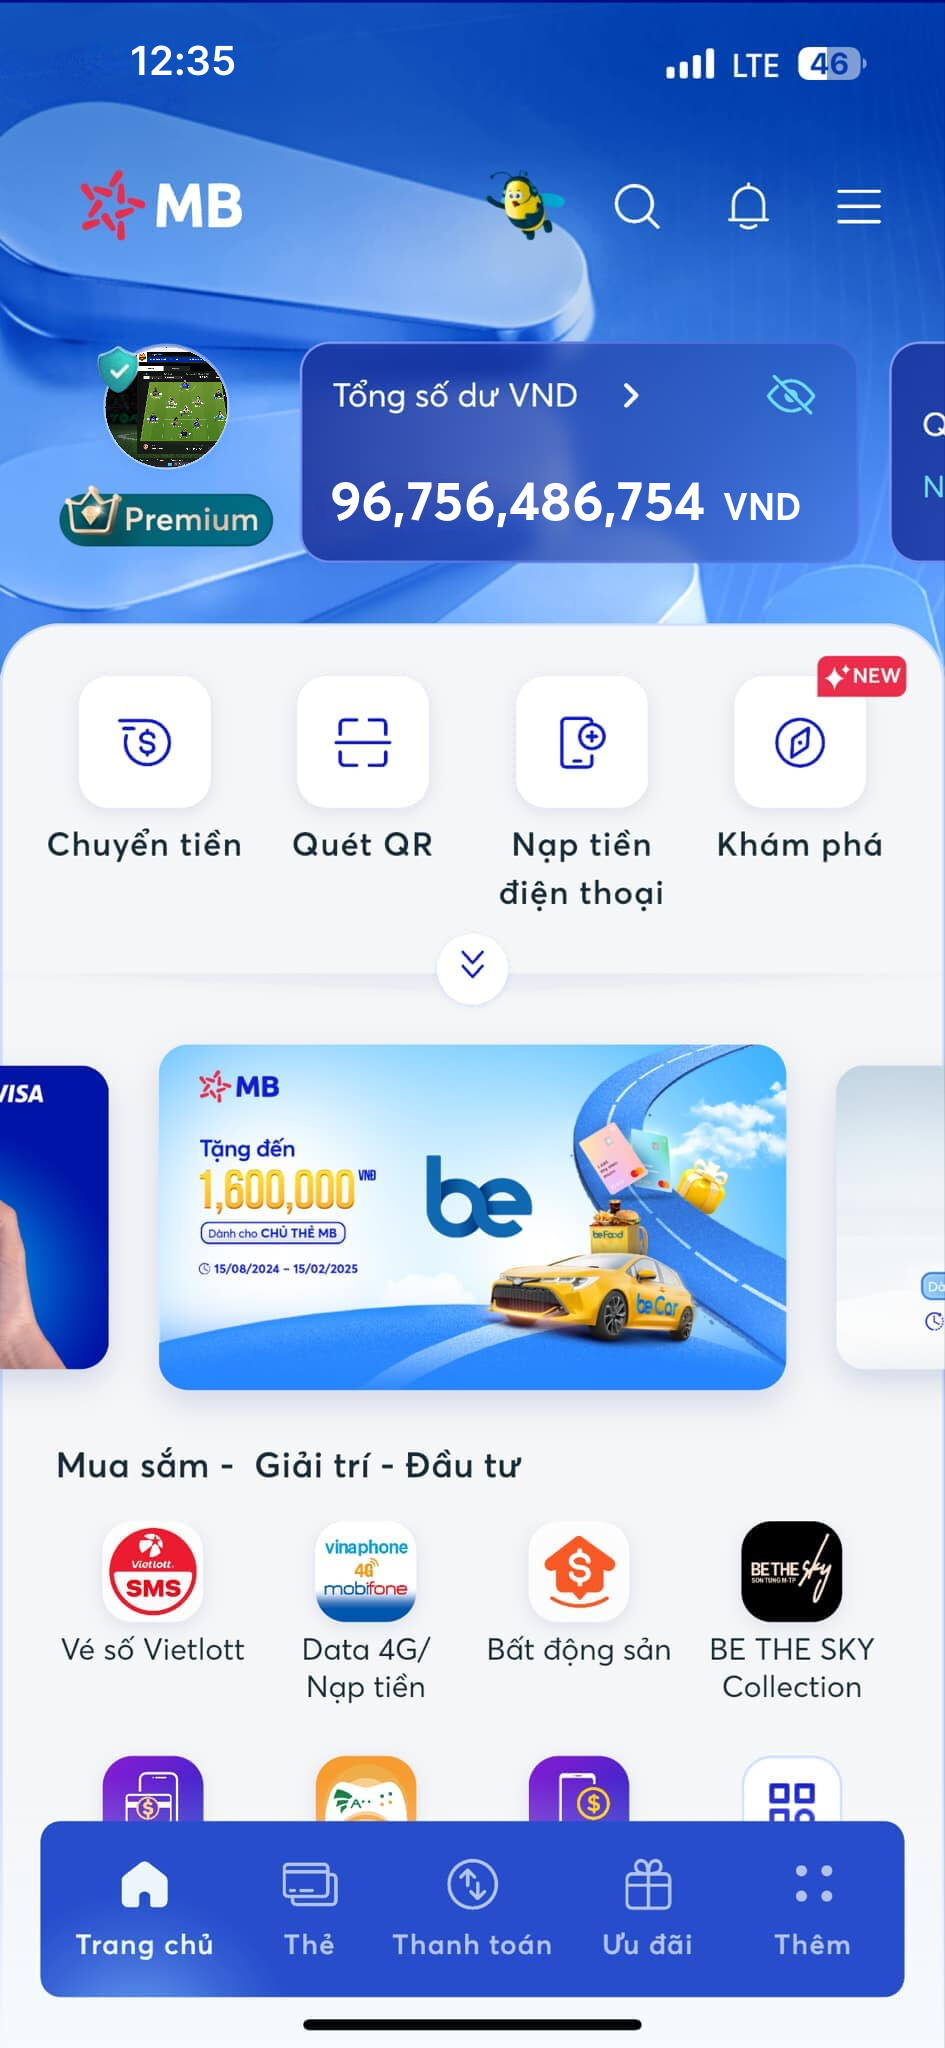 12:35
LTE
46
MB
Premium
Tổng số dư VND
96,756,486,754 VND
Q
N
NEW
Chuyển tiền
Quét QR
Nạp tiền
điện thoại
Khám phá
VISA
MB
Tặng đến
1,600,000 VNĐ
Dành cho CHỦ THẺ MB
15/08/2024 – 15/02/2025
be
beFood
beCar
Mua sắm - Giải trí - Đầu tư
Vietlott
SMS
Vé số Vietlott
vinaphone
4G
mobifone
Data 4G/
Nạp tiền
Bất động sản
BE THE sky
SON TUNG M-TP
BE THE SKY
Collection
Trang chủ
Thẻ
Thanh toán
Ưu đãi
Thêm